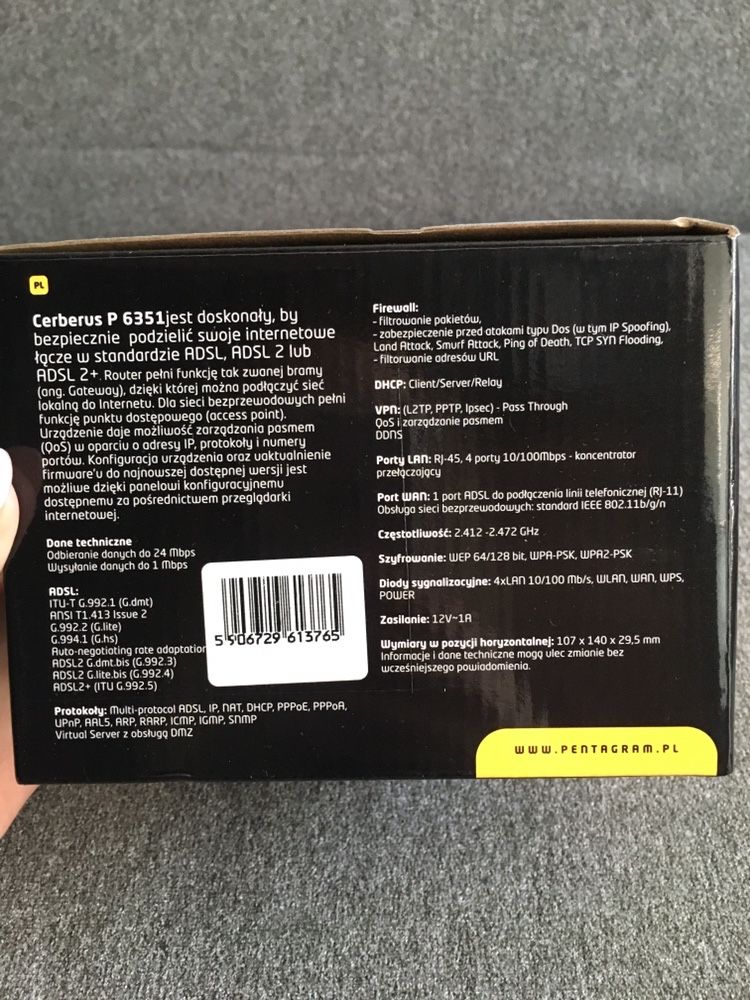 PL
Cerberus P 6351jest doskonały, by
bezpiecznie podzielić swoje internetowe
łącze w standardzie ADSL, ADSL 2 lub
ADSL 2+. Router pełni funkcję tak zwanej bramy
(ang. Gateway), dzięki której można podłączyć sieć
lokalną do Internetu. Dla sieci bezprzewodowych pełni
funkcję punktu dostępowego (access point).
Urządzenie daje możliwość zarządzania pasmem
(QoS) w oparciu o adresy IP, protokoły i numery
portów. Konfiguracja urządzenia oraz uaktualnienie
firmware'u do najnowszej dostępnej wersji jest
możliwe dzięki panelowi konfiguracyjnemu
dostępnemu za pośrednictwem przeglądarki
internetowej.
Dane techniczne
Odbieranie danych do 24 Mbps
Wysyłanie danych do 1 Mbps
ADSL:
ITU-T G.992.1 (G.dmt)
ANSI T1.413 Issue 2
G.992.2 (G.lite)
G.994.1 (G.hs)
Auto-negotiating rate adaptation
ADSL2 G.dmt.bis (G.992.3)
ADSL2 G.lite.bis (G.992.4)
ADSL2+ (ITU G.992.5)
5 906729 613765
Protokoły: Multi-protocol ADSL, IP, NAT, DHCP, PPPoE, PPPoA,
UPnP, AAL5, ARP, RARP, ICMP, IGMP, SNMP
Virtual Server z obsługą DMZ
Firewall:
- filtrowanie pakietów,
- zabezpieczenie przed atakami typu Dos (w tym IP Spoofing),
Land Attack, Smurf Attack, Ping of Death, TCP SYN Flooding,
- filtorwanie adresów URL
DHCP: Client/Server/Relay
VPN: (L2TP, PPTP, Ipsec) - Pass Through
QoS i zarządzanie pasmem
DDNS
Porty LAN: RJ-45, 4 porty 10/100Mbps - koncentrator
przełączający
Port WAN: 1 port ADSL do podłączenia linii telefonicznej (RJ-11)
Obsługa sieci bezprzewodowych: standard IEEE 802.11b/g/n
Częstotliwość: 2.412 -2.472 GHz
Szyfrowanie: WEP 64/128 bit, WPA-PSK, WPA2-PSK
Diody sygnalizacyjne: 4xLAN 10/100 Mb/s, WLAN, WAN, WPS,
POWER
Zasilanie: 12V~1A
Wymiary w pozycji horyzontalnej: 107 x 140 x 29,5 mm
Informacje i dane techniczne mogą ulec zmianie bez
wcześniejszego powiadomienia.
WWW.PENTAGRAM.PL